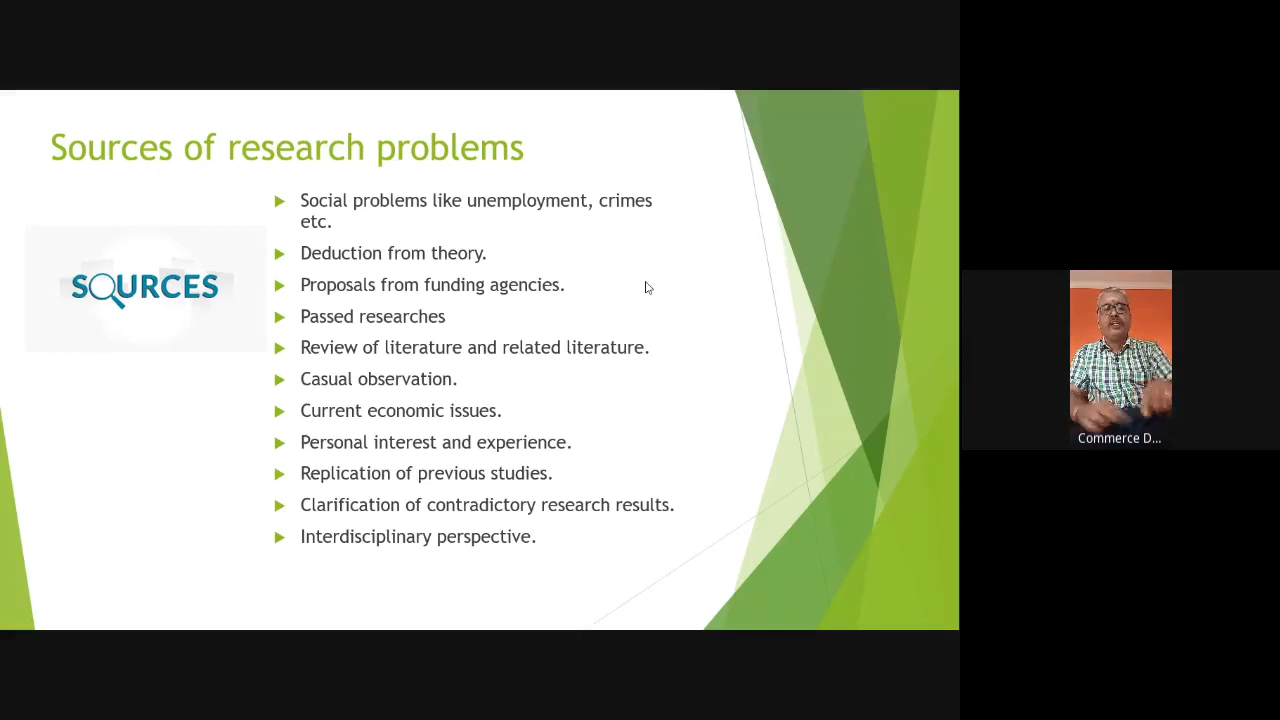 Sources of research problems
SOURCES
Social problems like unemployment, crimes
etc.
Deduction from theory.
Proposals from funding agencies.
Passed researches
Review of literature and related literature.
Casual observation.
Current economic issues.
Personal interest and experience.
Replication of previous studies.
Clarification of contradictory research results.
Interdisciplinary perspective.
Commerce D...